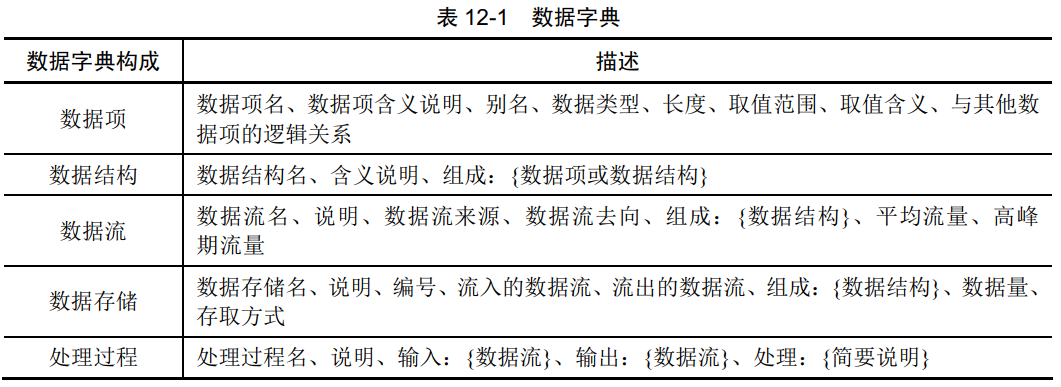 表 12-1 数据字典
数据字典构成 描述
数据项 数据项名、数据项含义说明、别名、数据类型、长度、取值范围、取值含义、与其他数
据项的逻辑关系
数据结构 数据结构名、含义说明、组成：{数据项或数据结构}
数据流 数据流名、说明、数据流来源、数据流去向、组成：{数据结构}、平均流量、高峰
期流量
数据存储 数据存储名、说明、编号、流入的数据流、流出的数据流、组成：{数据结构}、数据量、
存取方式
处理过程 处理过程名、说明、输入：{数据流}、输出：{数据流}、处理：{简要说明}